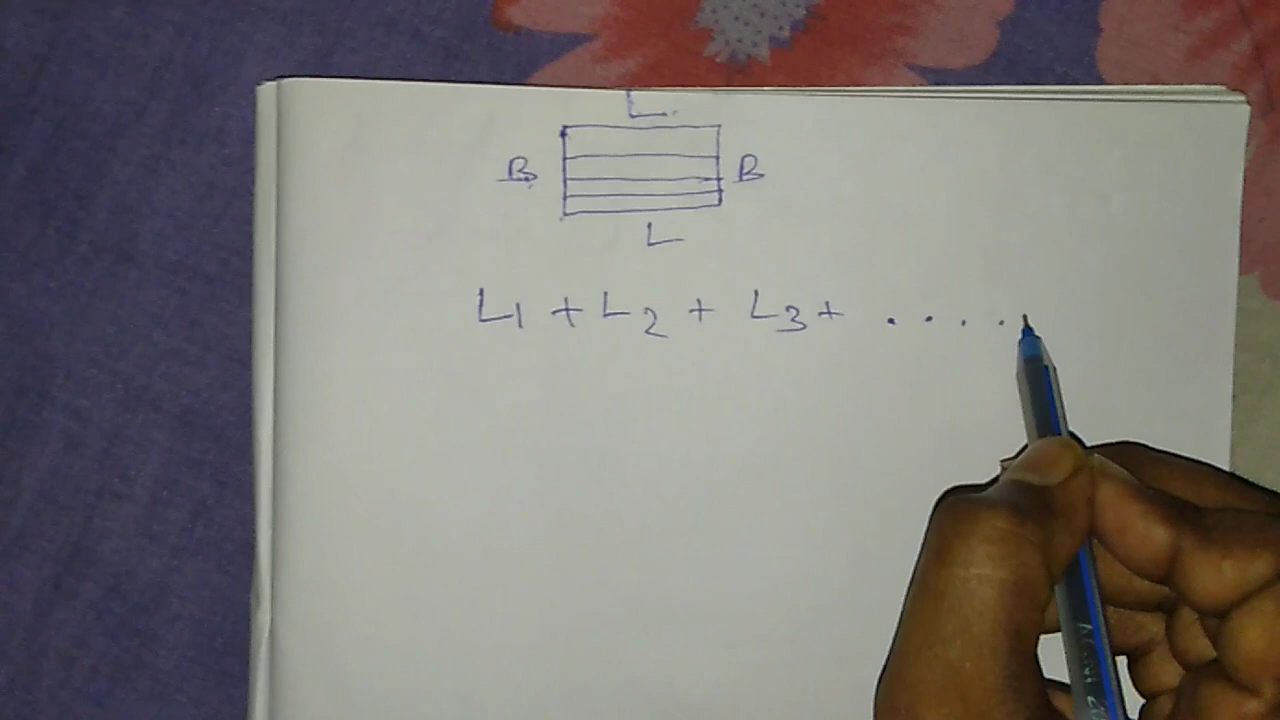 L
B B
L
L1 + L2 + L3 + .....